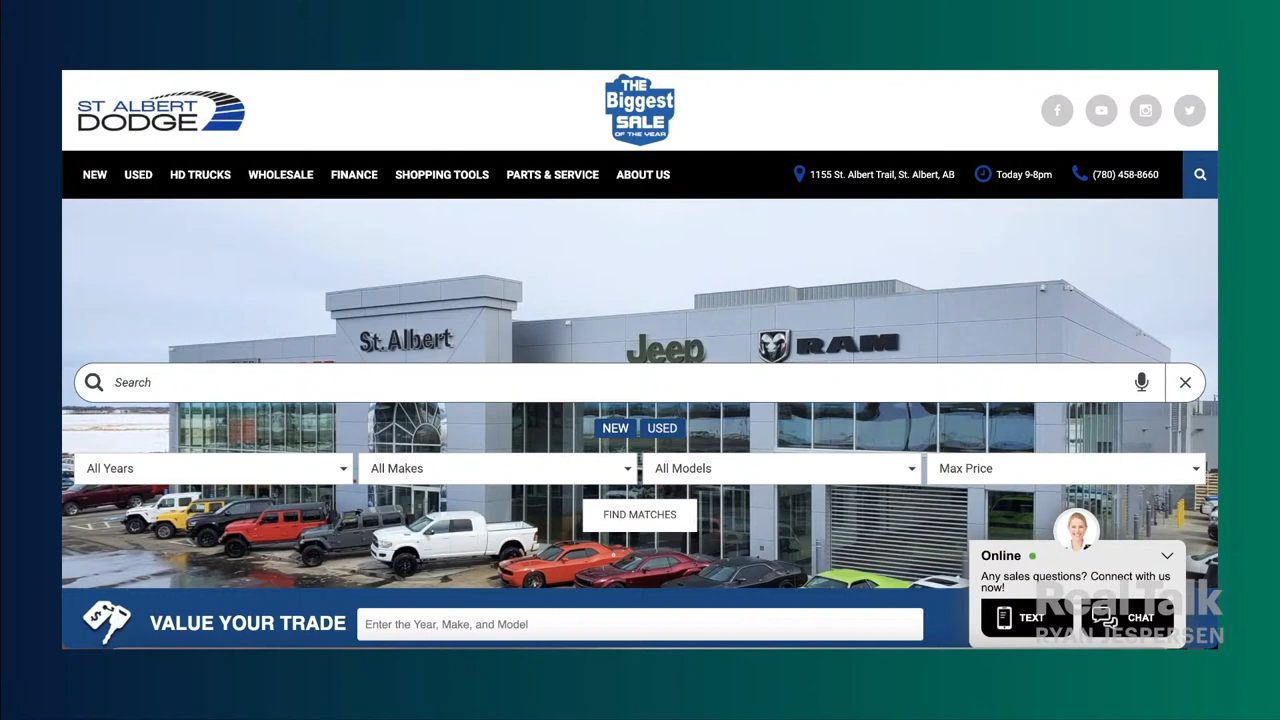 ST ALBERT
DODGE
THE
Biggest
SALE
OF THE YEAR
NEW USED HD TRUCKS WHOLESALE FINANCE SHOPPING TOOLS PARTS & SERVICE ABOUT US
1155 St. Albert Trail, St. Albert, AB Today 9-8pm (780) 458-8660
St. Albert
Jeep
RAM
Search
NEW USED
All Years All Makes All Models Max Price
FIND MATCHES
Online
Any sales questions? Connect with us
now!
TEXT CHAT
VALUE YOUR TRADE
Enter the Year, Make, and Model
Real Talk
RYAN JESPERSEN